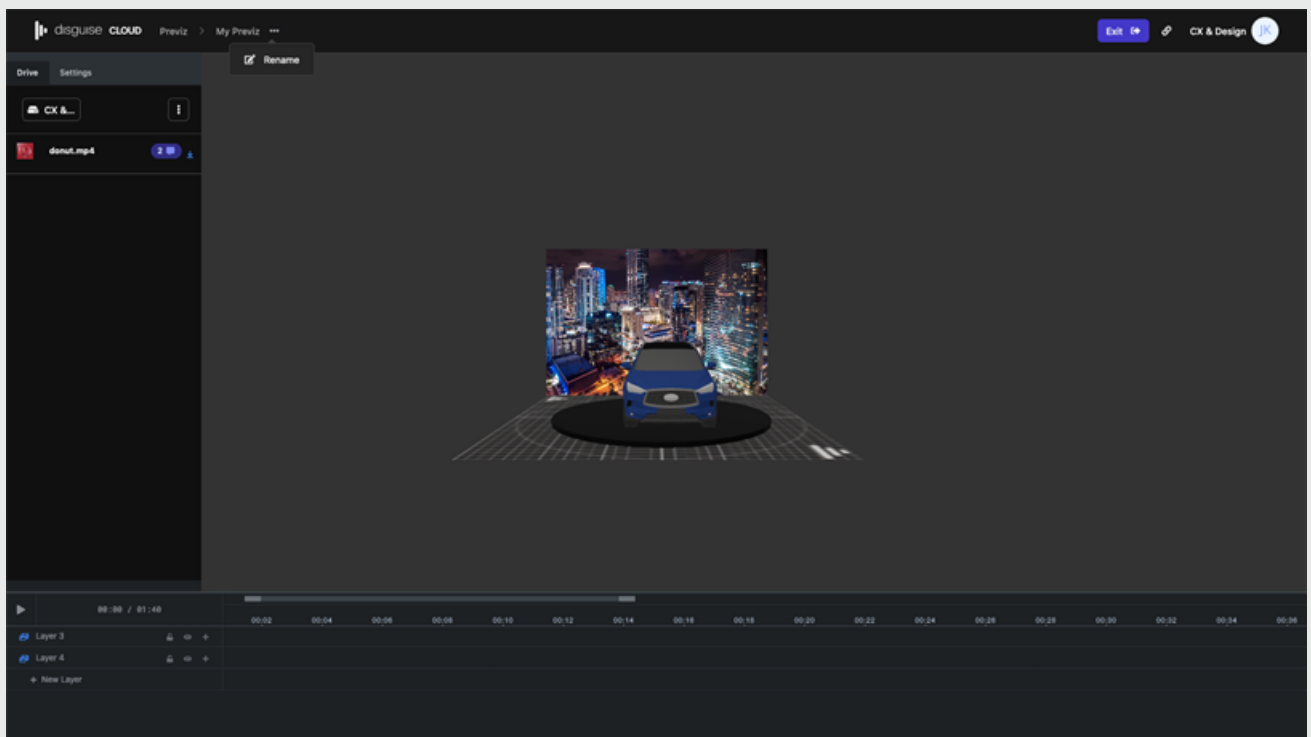 disguise CLOUD Previz > My Previz ••• Exit CX & Design JK
Rename
Drive Settings
CX &...
donut.mp4 2
00:00 / 01:40
00;02 00;04 00;06 00;08 00;10 00;12 00;14 00;16 00;18 00;20 00;22 00;24 00;26 00;28 00;30 00;32 00;34 00;36
Layer 3
Layer 4
+ New Layer